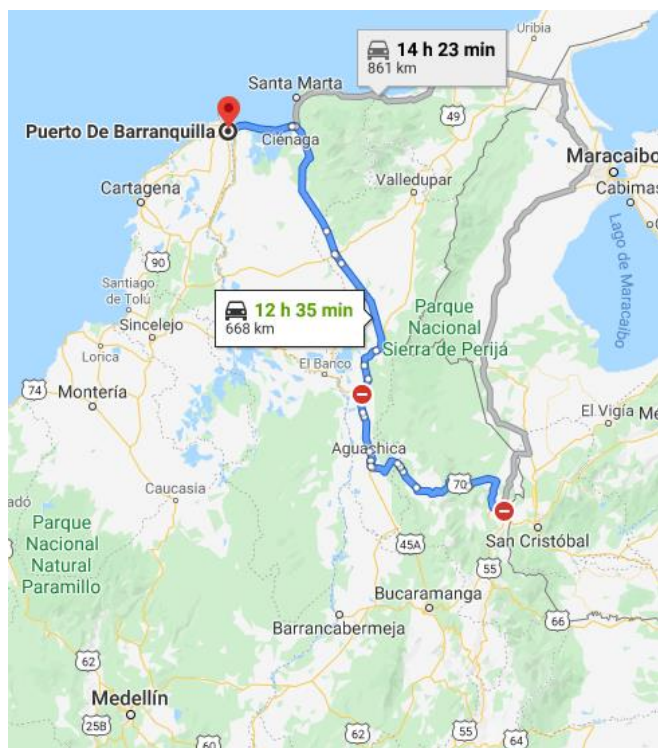 14 h 23 min
861 km
Uribia
Santa Marta
Puerto De Barranquilla
Ciénaga
49
Maracaibo
Valledupar
Cabimas
Cartagena
Lago de Maracaibo
90
Santiago
de Tolú
12 h 35 min
668 km
Parque
Nacional
Sierra de Perijá
Sincelejo
Lorica
El Banco
74
Montería
El Vigía
Aguachica
70
Caucasia
San Cristóbal
Parque
Nacional
Natural
Paramillo
45A
55
Bucaramanga
66
Barrancabermeja
62
62
Medellín
25B
60
55
64